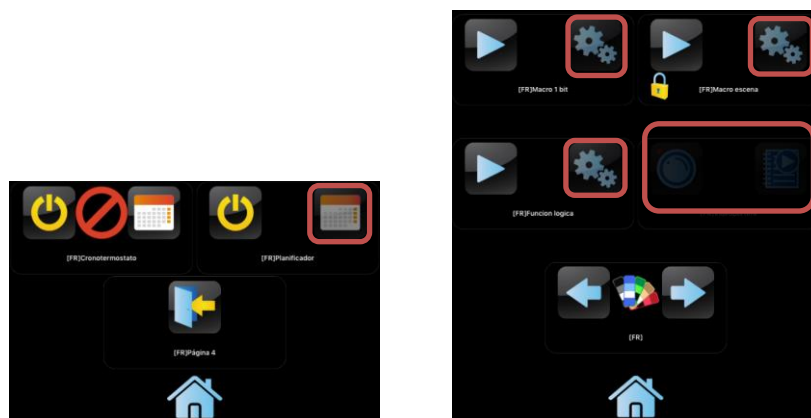 [FR]Macro 1 bit
[FR]Macro escena
[FR]Funcion logica
[FR]
[FR]Cronotermostato
[FR]Planificador
[FR]Página 4